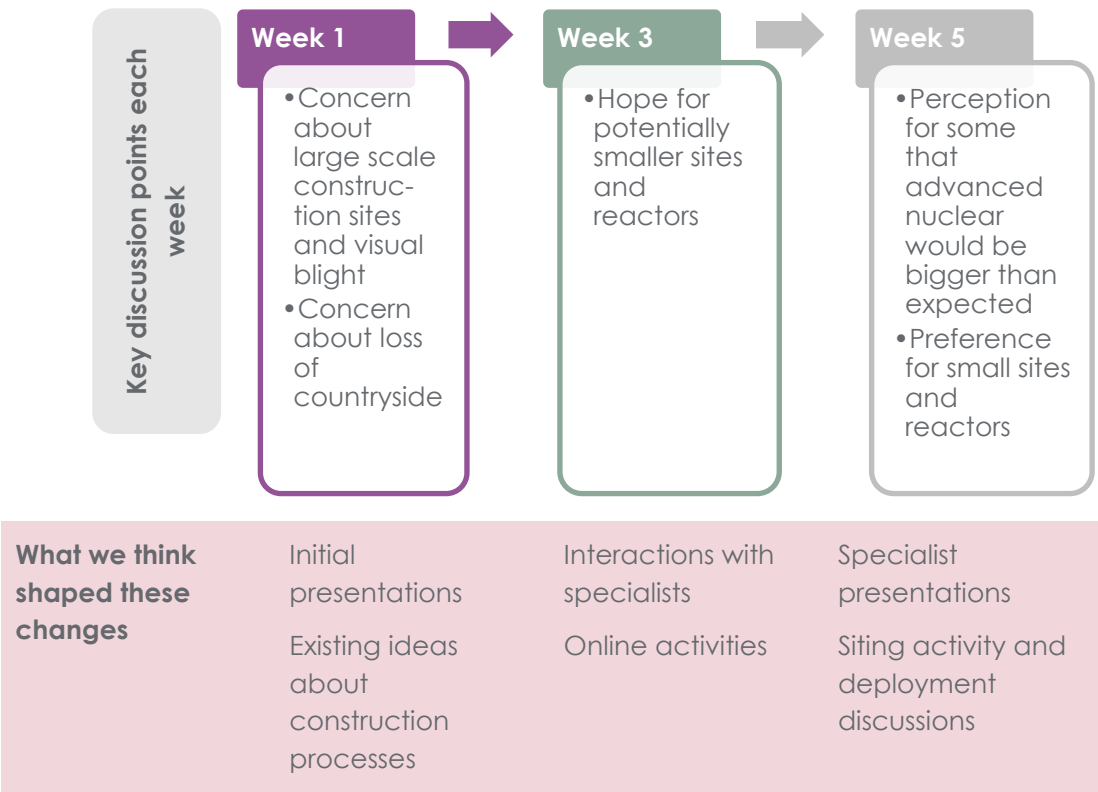 Key discussion points each
week
Week 1
•Concern
about
large scale
construc-
tion sites
and visual
blight
•Concern
about loss
of
countryside
Week 3
•Hope for
potentially
smaller sites
and
reactors
Week 5
•Perception
for some
that
advanced
nuclear
would be
bigger than
expected
•Preference
for small sites
and
reactors
What we think
shaped these
changes
Initial
presentations
Existing ideas
about
construction
processes
Interactions with
specialists
Online activities
Specialist
presentations
Siting activity and
deployment
discussions